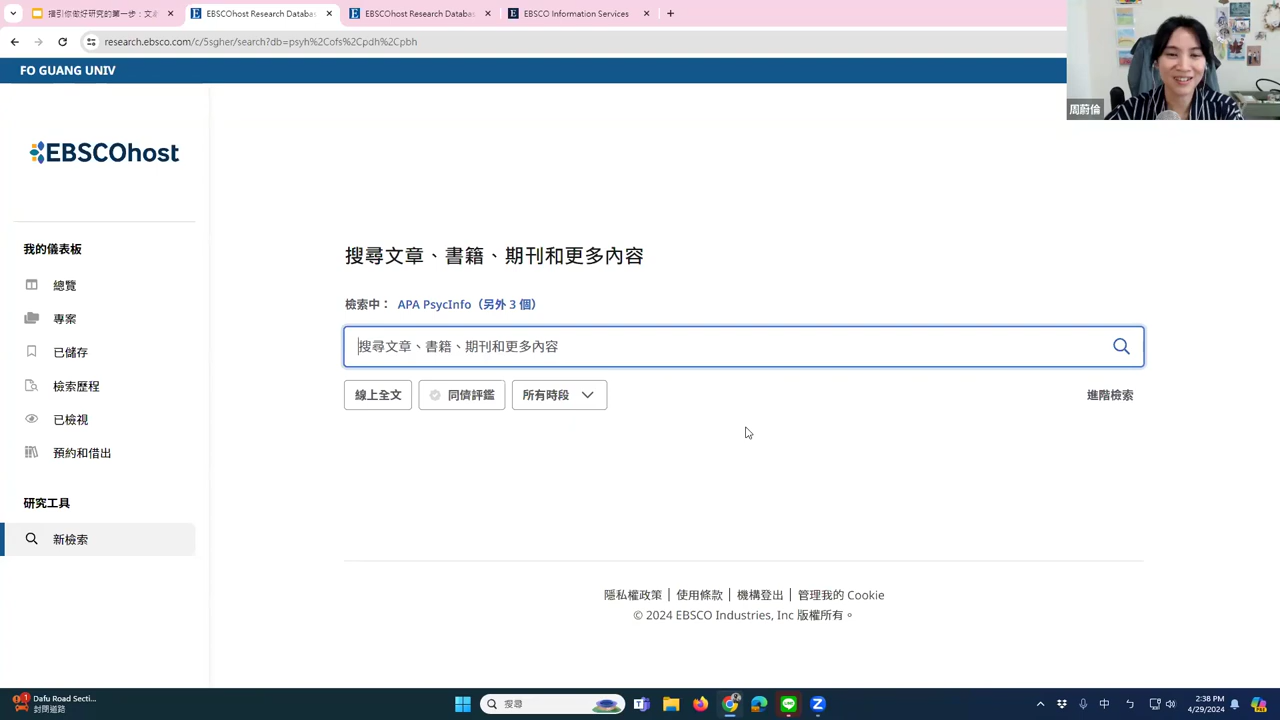 指引你做好研究的第一步：文
EBSCOhost Research Databas
EBSCOhost Research Databas
EBSCO Information Services
research.ebsco.com/c/5sgher/search?db=psyh%2Cofs%2Cpdh%2Cpbh
FO GUANG UNIV
周蔚倫
EBSCOhost
我的儀表板
總覽
專案
已儲存
檢索歷程
已檢視
預約和借出
研究工具
新檢索
搜尋文章、書籍、期刊和更多內容
檢索中： APA PsycInfo（另外 3 個）
搜尋文章、書籍、期刊和更多內容
線上全文 同儕評鑑 所有時段 進階檢索
隱私權政策 | 使用條款 | 機構登出 | 管理我的 Cookie
© 2024 EBSCO Industries, Inc 版權所有。
1
Dafu Road Secti...
封閉道路
搜尋
中
2:38 PM
4/29/2024